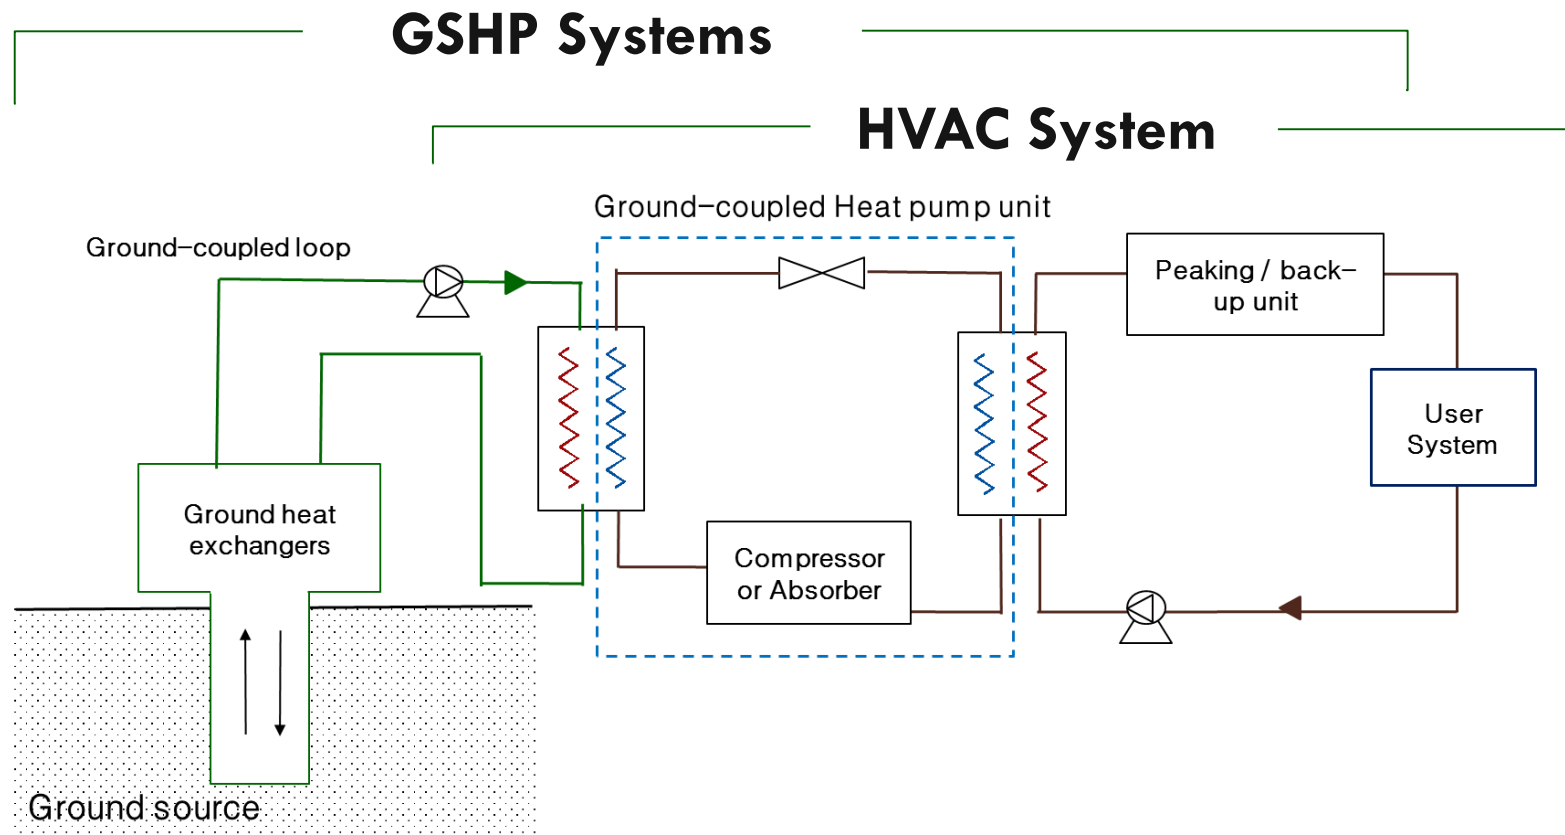 GSHP Systems
HVAC System
Ground-coupled Heat pump unit
Ground-coupled loop
Peaking / back-
up unit
User
System
Ground heat
exchangers
Compressor
or Absorber
Ground source